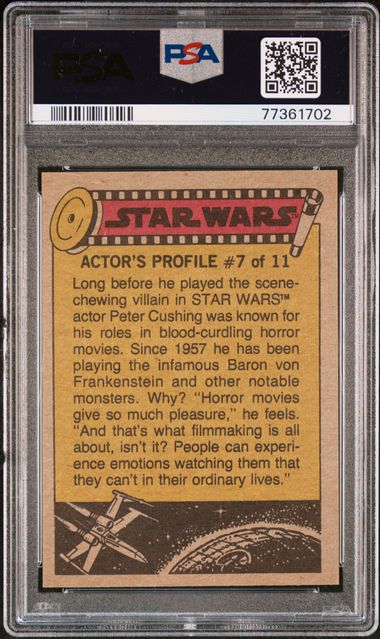 PSA
PSA
77361702
STAR WARS™
ACTOR'S PROFILE #7 of 11
Long before he played the scene-
chewing villain in STAR WARS™
actor Peter Cushing was known for
his roles in blood-curdling horror
movies. Since 1957 he has been
playing the infamous Baron von
Frankenstein and other notable
monsters. Why? "Horror movies
give so much pleasure," he feels.
"And that's what filmmaking is all
about, isn't it? People can experi-
ence emotions watching them that
they can't in their ordinary lives."
PSA